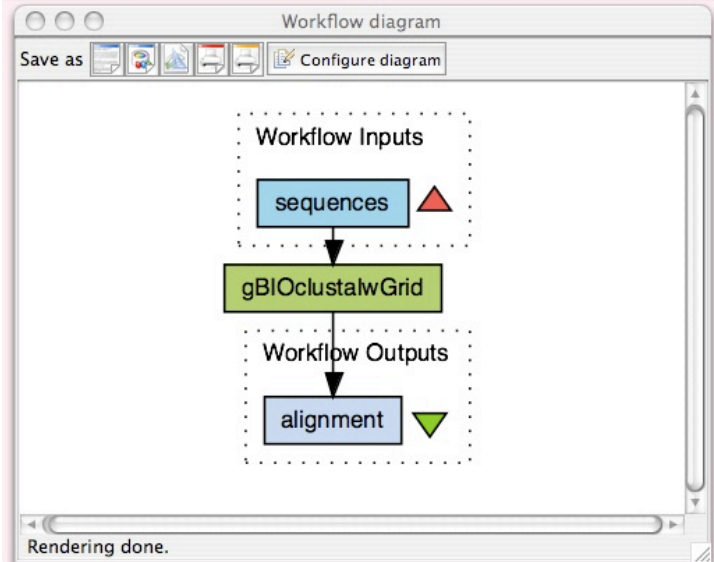 Workflow diagram
Save as
Configure diagram
Workflow Inputs
sequences
gBIOclustalwGrid
Workflow Outputs
alignment
Rendering done.